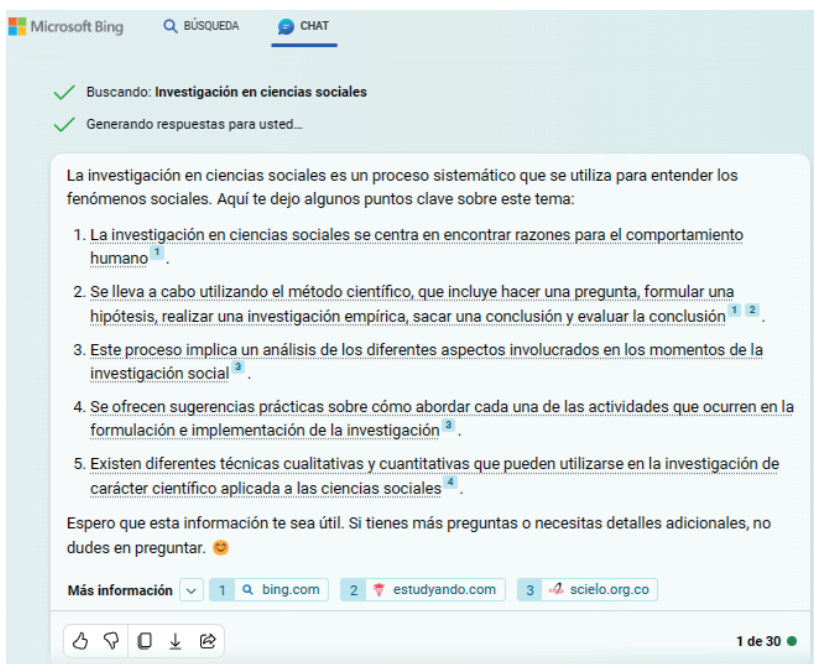 Microsoft Bing BÚSQUEDA CHAT
Buscando: Investigación en ciencias sociales
Generando respuestas para usted...
La investigación en ciencias sociales es un proceso sistemático que se utiliza para entender los
fenómenos sociales. Aquí te dejo algunos puntos clave sobre este tema:
1. La investigación en ciencias sociales se centra en encontrar razones para el comportamiento
humano 1 .
2. Se lleva a cabo utilizando el método científico, que incluye hacer una pregunta, formular una
hipótesis, realizar una investigación empírica, sacar una conclusión y evaluar la conclusión 1 2 .
3. Este proceso implica un análisis de los diferentes aspectos involucrados en los momentos de la
investigación social 3 .
4. Se ofrecen sugerencias prácticas sobre cómo abordar cada una de las actividades que ocurren en la
formulación e implementación de la investigación 3 .
5. Existen diferentes técnicas cualitativas y cuantitativas que pueden utilizarse en la investigación de
carácter científico aplicada a las ciencias sociales 4 .
Espero que esta información te sea útil. Si tienes más preguntas o necesitas detalles adicionales, no
dudes en preguntar. 😊
Más información 1 bing.com 2 estudyando.com 3 scielo.org.co
1 de 30